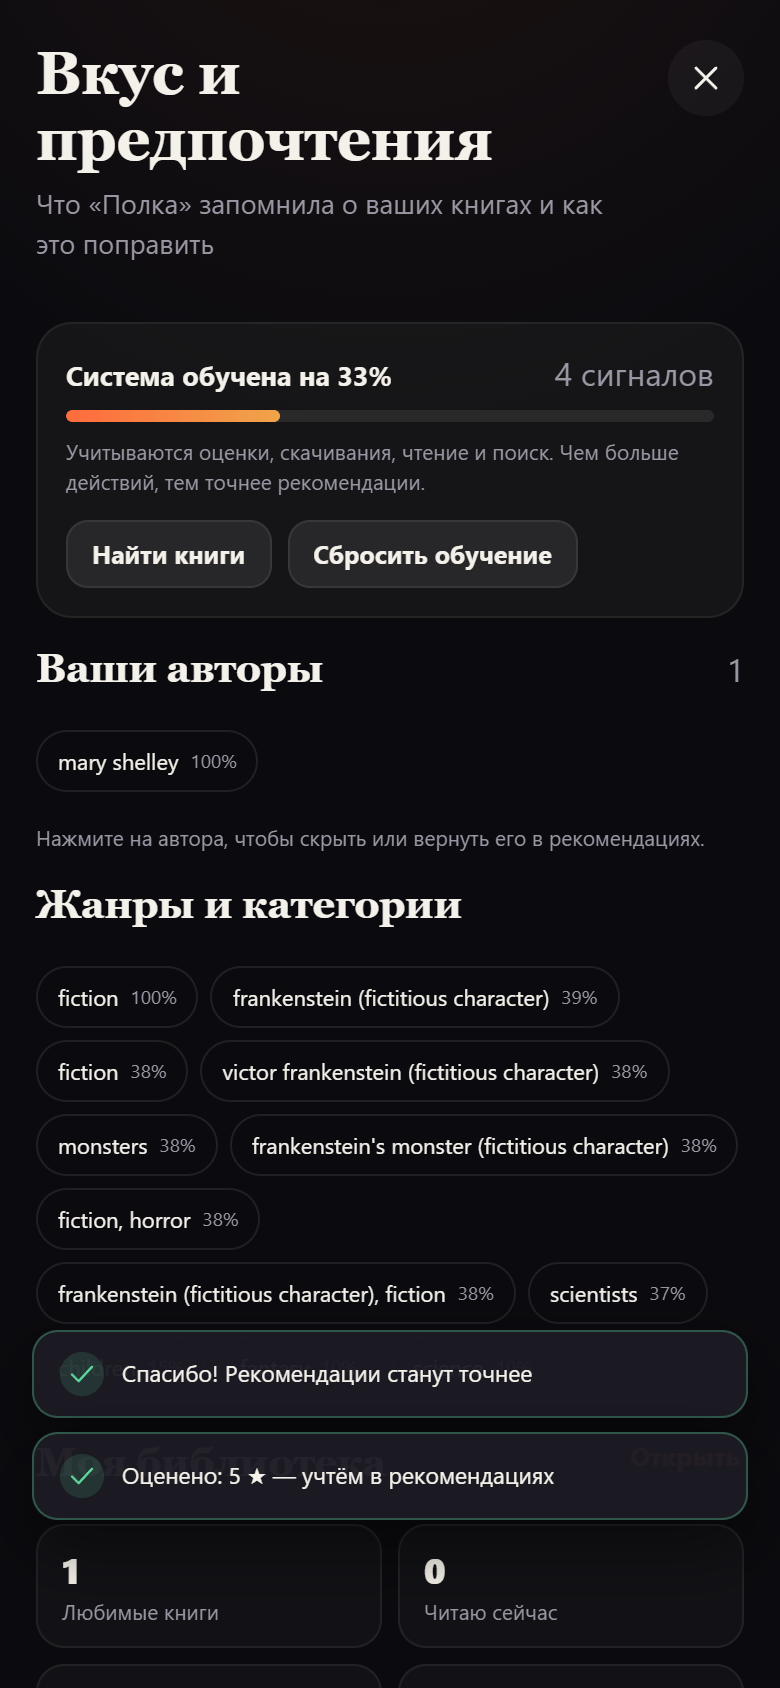 Вкус и
предпочтения
Что «Полка» запомнила о ваших книгах и как
это поправить
Система обучена на 33%
4 сигналов
Учитываются оценки, скачивания, чтение и поиск. Чем больше
действий, тем точнее рекомендации.
Найти книги
Сбросить обучение
Ваши авторы
1
mary shelley 100%
Нажмите на автора, чтобы скрыть или вернуть его в рекомендациях.
Жанры и категории
fiction 100%
frankenstein (fictitious character) 39%
fiction 38%
victor frankenstein (fictitious character) 38%
monsters 38%
frankenstein's monster (fictitious character) 38%
fiction, horror 38%
frankenstein (fictitious character), fiction 38%
scientists 37%
Спасибо! Рекомендации станут точнее
Моя библиотека
Открыть
Оценено: 5 ★ — учтём в рекомендациях
1
Любимые книги
0
Читаю сейчас